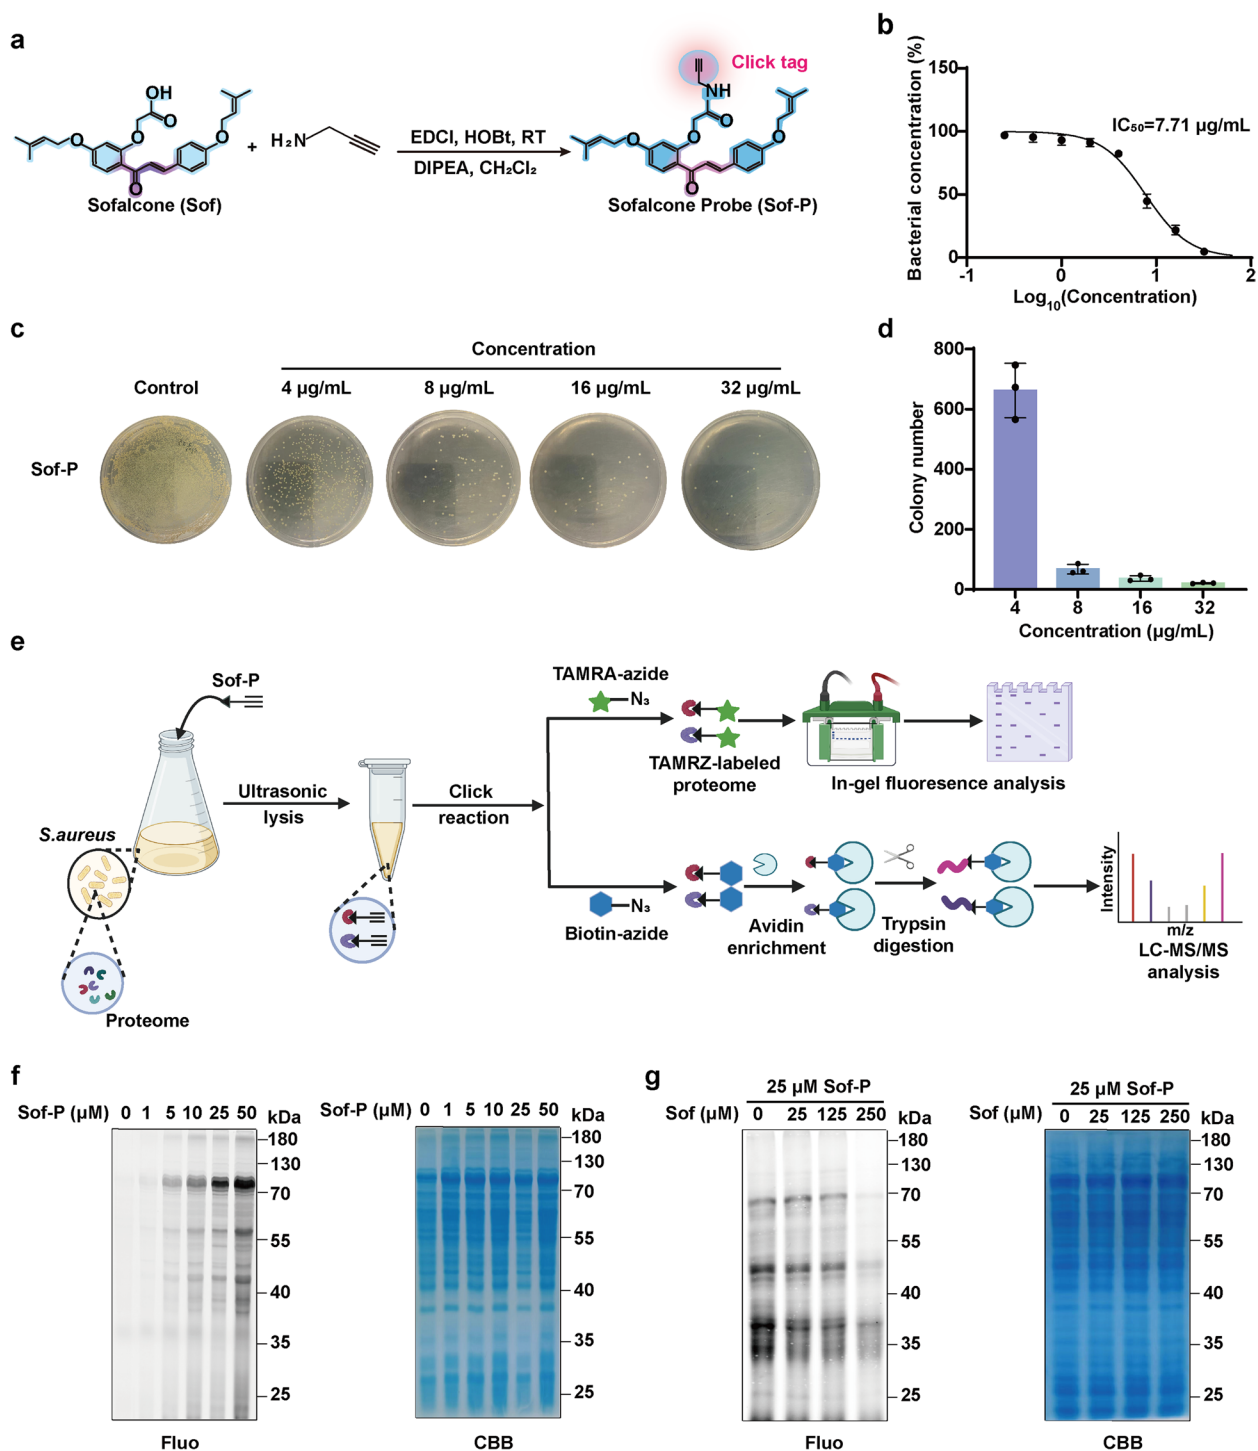 a
OH
O
O
O
O
O
Sofalcone (Sof)
+
H₂N
EDCI, HOBt, RT
DIPEA, CH₂Cl₂
Click tag
NH
O
O
O
O
O
Sofalcone Probe (Sof-P)
b
Bacterial concentration (%)
150
100
50
0
IC₅₀=7.71 μg/mL
-1 0 1 2
Log₁₀(Concentration)
c
Concentration
Control 4 μg/mL 8 μg/mL 16 μg/mL 32 μg/mL
Sof-P
d
Colony number
800
600
400
200
0
4 8 16 32
Concentration (μg/mL)
e
Sof-P
S.aureus
Proteome
Ultrasonic
lysis
Click
reaction
TAMRA-azide
N₃
TAMRZ-labeled
proteome
In-gel fluoresence analysis
N₃
Biotin-azide
Avidin
enrichment
Trypsin
digestion
Intensity
m/z
LC-MS/MS
analysis
f
Sof-P (μM) 0 1 5 10 25 50 kDa
180
130
70
55
40
35
25
Fluo
Sof-P (μM) 0 1 5 10 25 50 kDa
180
130
70
55
40
35
25
CBB
g
25 μM Sof-P
Sof (μM) 0 25 125 250 kDa
180
130
70
55
40
35
25
Fluo
25 μM Sof-P
Sof (μM) 0 25 125 250 kDa
180
130
70
55
40
35
25
CBB